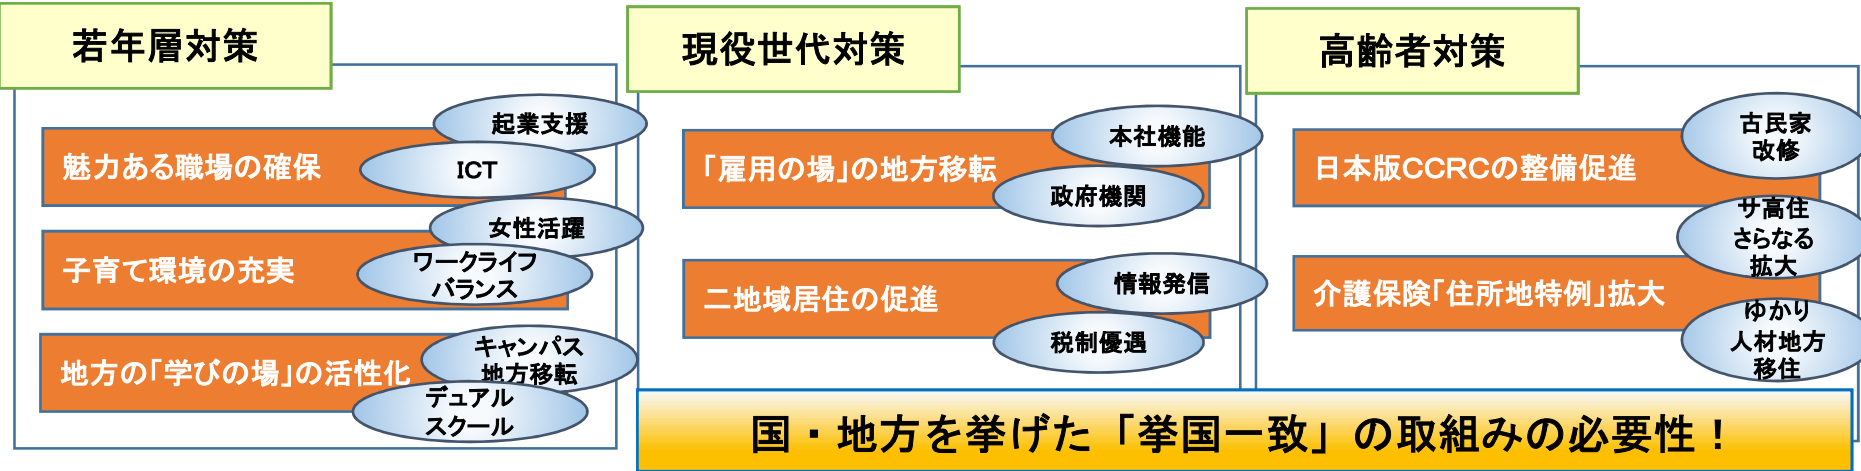 若年層対策
起業支援
魅力ある職場の確保
ICT
女性活躍
子育て環境の充実
ワークライフ
バランス
キャンパス
地方移転
地方の「学びの場」の活性化
デュアル
スクール
現役世代対策
本社機能
「雇用の場」の地方移転
政府機関
情報発信
二地域居住の促進
税制優遇
高齢者対策
古民家
改修
日本版CCRCの整備促進
サ高住
さらなる
拡大
介護保険「住所地特例」拡大
ゆかり
人材地方
移住
国・地方を挙げた「挙国一致」の取組みの必要性！